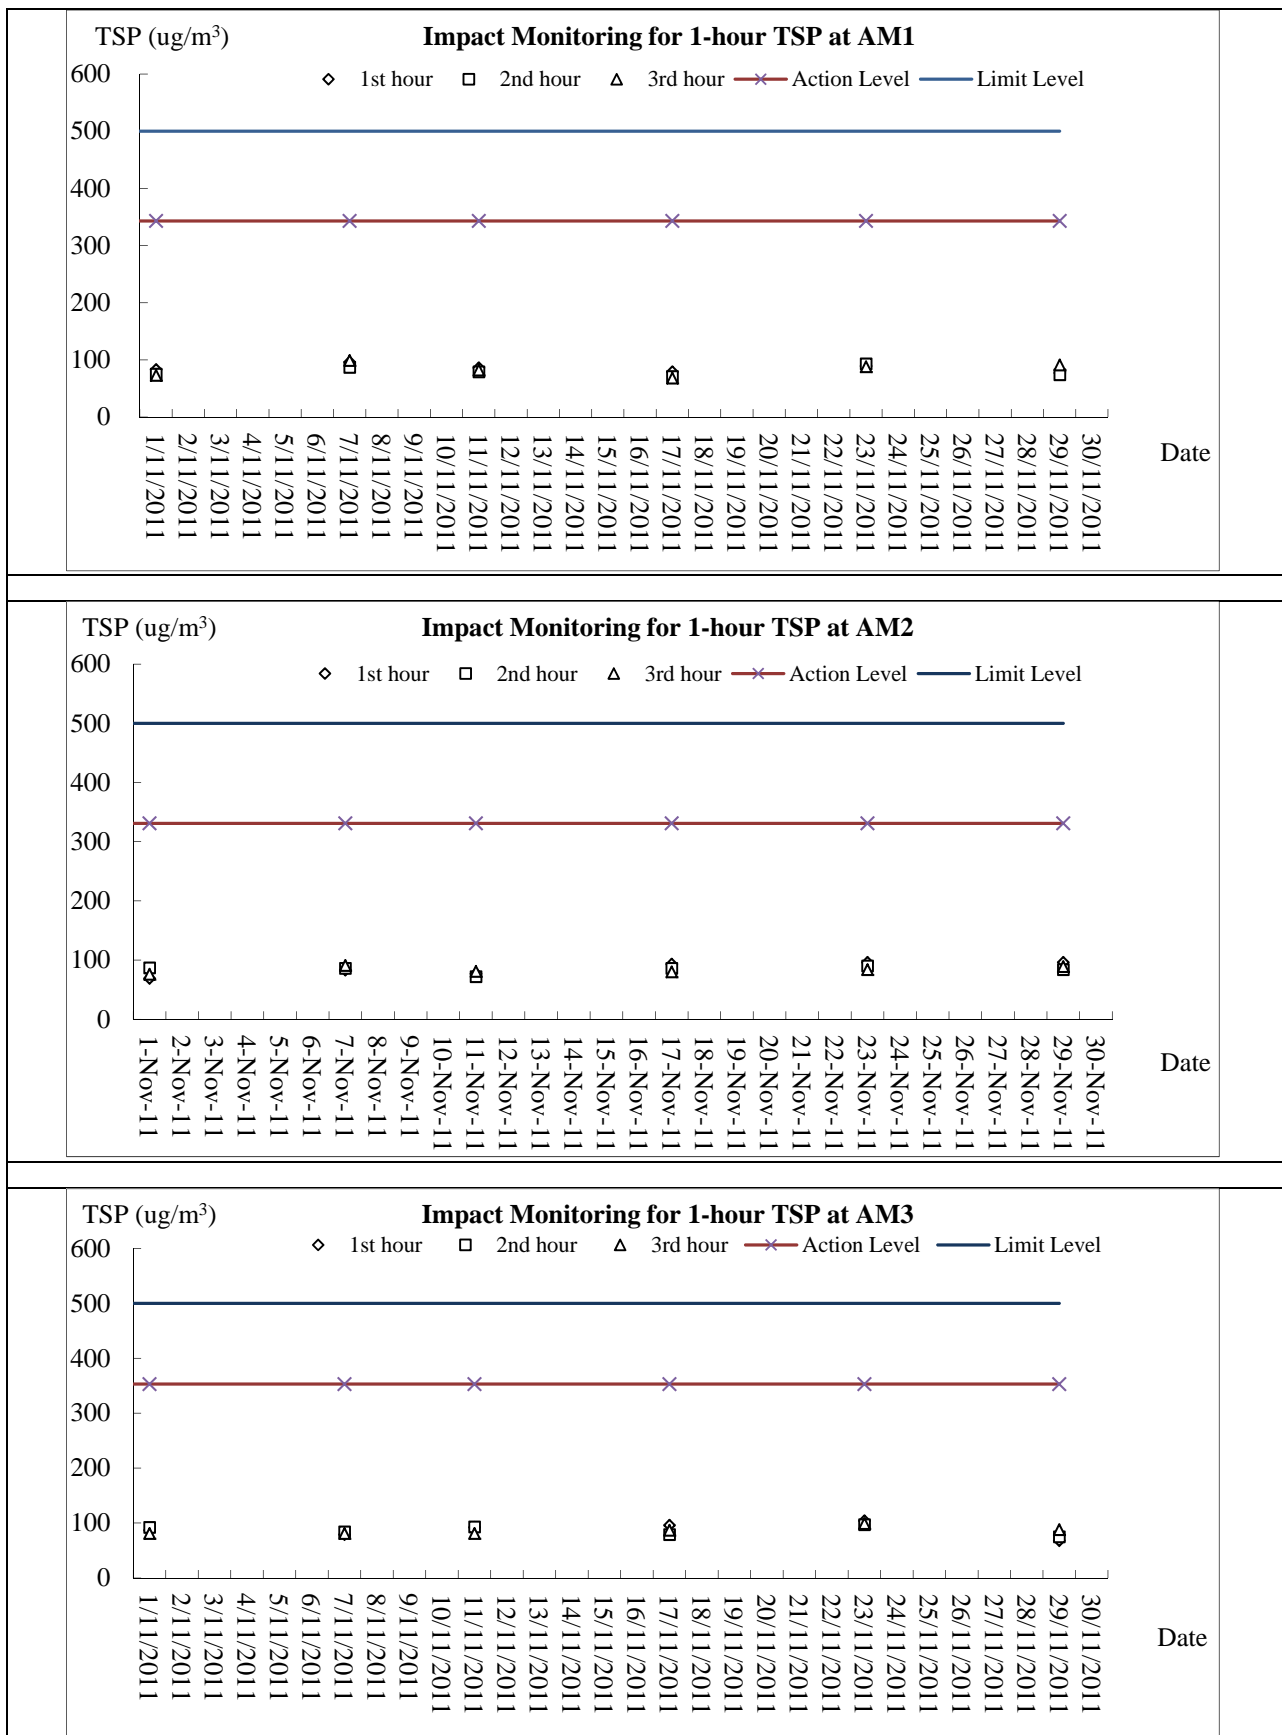 TSP (ug/m³) Impact Monitoring for 1-hour TSP at AM1
1st hour 2nd hour 3rd hour Action Level Limit Level
600
500
400
300
200
100
0
1/11/2011 2/11/2011 3/11/2011 4/11/2011 5/11/2011 6/11/2011 7/11/2011 8/11/2011 9/11/2011 10/11/2011 11/11/2011 12/11/2011 13/11/2011 14/11/2011 15/11/2011 16/11/2011 17/11/2011 18/11/2011 19/11/2011 20/11/2011 21/11/2011 22/11/2011 23/11/2011 24/11/2011 25/11/2011 26/11/2011 27/11/2011 28/11/2011 29/11/2011 30/11/2011
Date
TSP (ug/m³) Impact Monitoring for 1-hour TSP at AM2
1st hour 2nd hour 3rd hour Action Level Limit Level
600
500
400
300
200
100
0
1-Nov-11 2-Nov-11 3-Nov-11 4-Nov-11 5-Nov-11 6-Nov-11 7-Nov-11 8-Nov-11 9-Nov-11 10-Nov-11 11-Nov-11 12-Nov-11 13-Nov-11 14-Nov-11 15-Nov-11 16-Nov-11 17-Nov-11 18-Nov-11 19-Nov-11 20-Nov-11 21-Nov-11 22-Nov-11 23-Nov-11 24-Nov-11 25-Nov-11 26-Nov-11 27-Nov-11 28-Nov-11 29-Nov-11 30-Nov-11
Date
TSP (ug/m³) Impact Monitoring for 1-hour TSP at AM3
1st hour 2nd hour 3rd hour Action Level Limit Level
600
500
400
300
200
100
0
1/11/2011 2/11/2011 3/11/2011 4/11/2011 5/11/2011 6/11/2011 7/11/2011 8/11/2011 9/11/2011 10/11/2011 11/11/2011 12/11/2011 13/11/2011 14/11/2011 15/11/2011 16/11/2011 17/11/2011 18/11/2011 19/11/2011 20/11/2011 21/11/2011 22/11/2011 23/11/2011 24/11/2011 25/11/2011 26/11/2011 27/11/2011 28/11/2011 29/11/2011 30/11/2011
Date